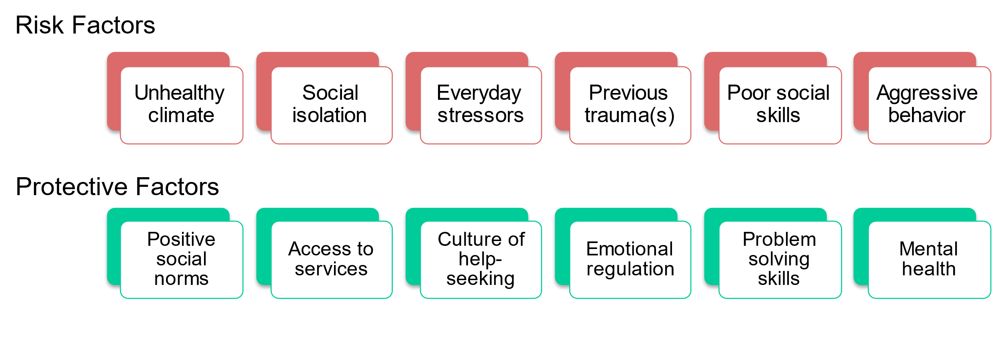 Risk Factors
Unhealthy
climate
Social
isolation
Everyday
stressors
Previous
trauma(s)
Poor social
skills
Aggressive
behavior
Protective Factors
Positive
social
norms
Access to
services
Culture of
help-
seeking
Emotional
regulation
Problem
solving
skills
Mental
health